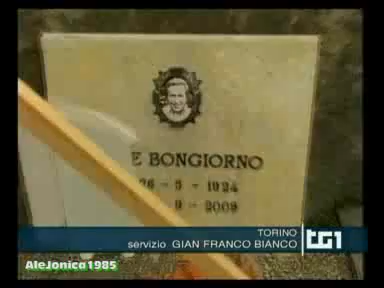 E BONGIORNO
26 - 5 - 1924
9 - 2009
TORINO
servizio GIAN FRANCO BIANCO
TG1
AleJonica1985